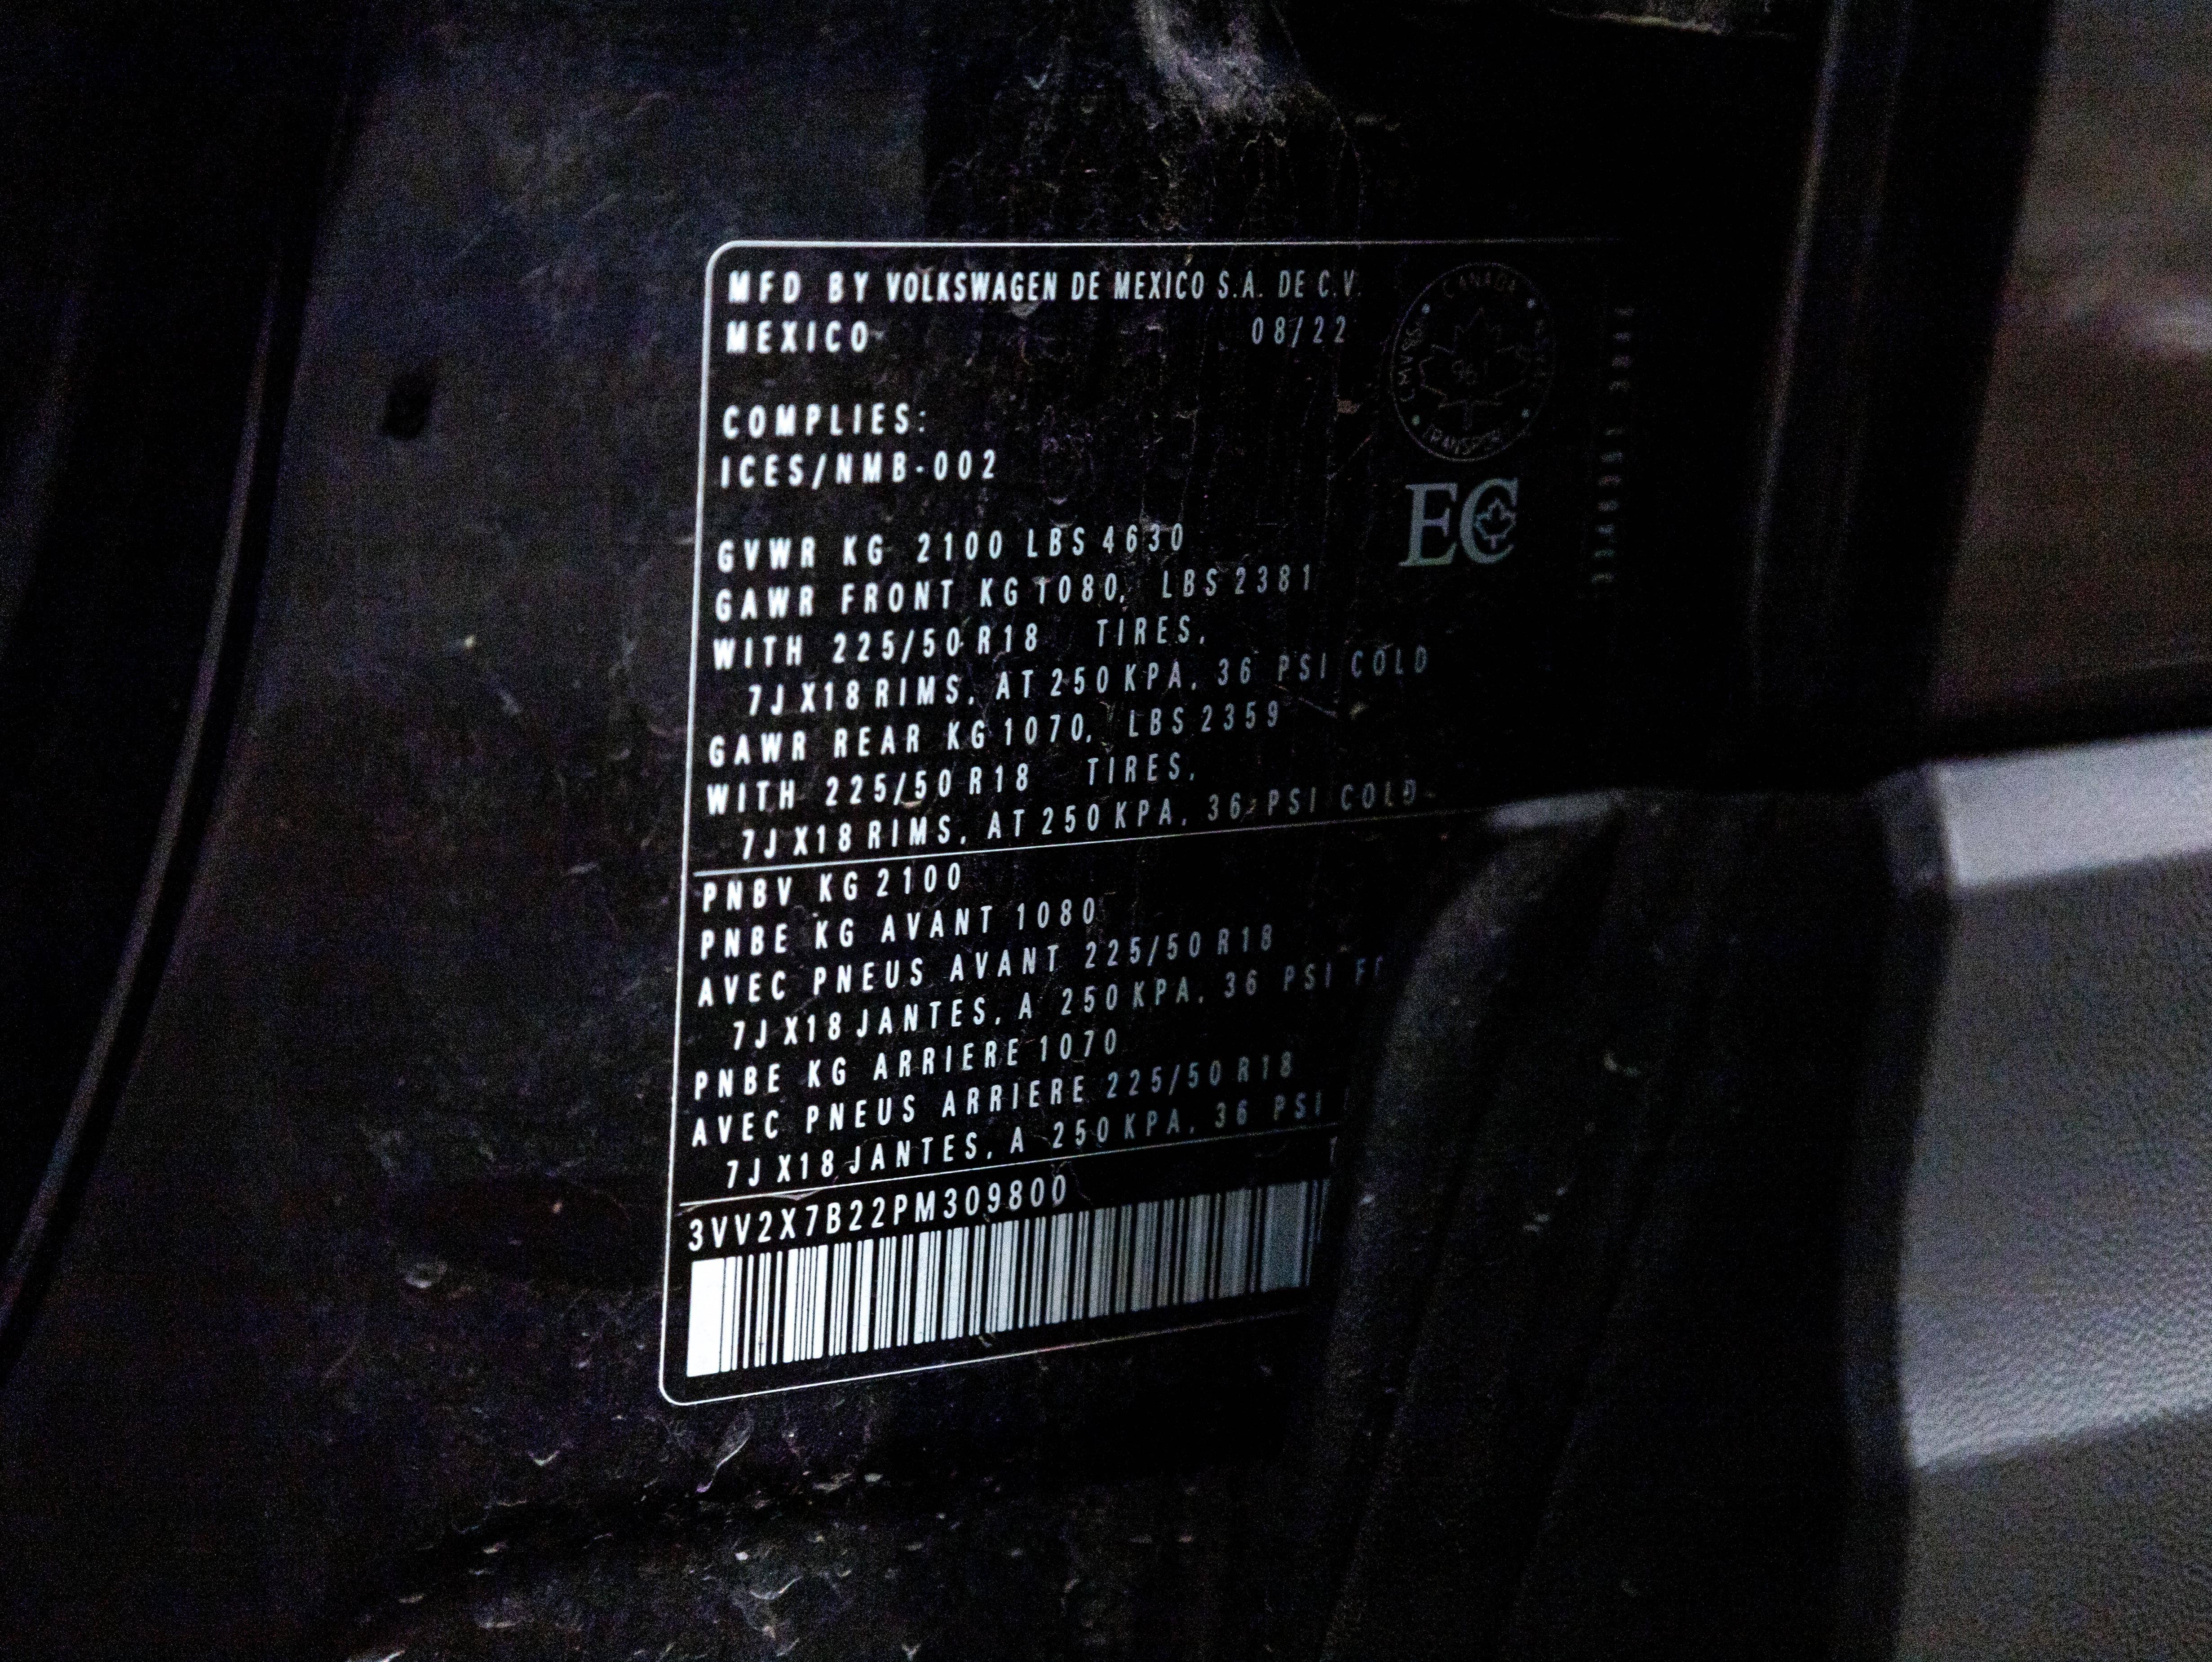 MFD BY VOLKSWAGEN DE MEXICO S.A. DE C.V.
MEXICO 08/22
CANADA
CMVSS
TRANSPORT
961
COMPLIES:
ICES/NMB-002
EC
GVWR KG 2100 LBS 4630
GAWR FRONT KG 1080, LBS 2381
WITH 225/50 R18 TIRES,
7J X18 RIMS, AT 250 KPA, 36 PSI COLD
GAWR REAR KG 1070, LBS 2359
WITH 225/50 R18 TIRES,
7J X18 RIMS, AT 250 KPA, 36 PSI COLD
PNBV KG 2100
PNBE KG AVANT 1080
AVEC PNEUS AVANT 225/50 R18
7J X18 JANTES, A 250 KPA, 36 PSI
PNBE KG ARRIERE 1070
AVEC PNEUS ARRIERE 225/50 R18
7J X18 JANTES, A 250 KPA, 36 PSI
3VV2X7B22PM309800